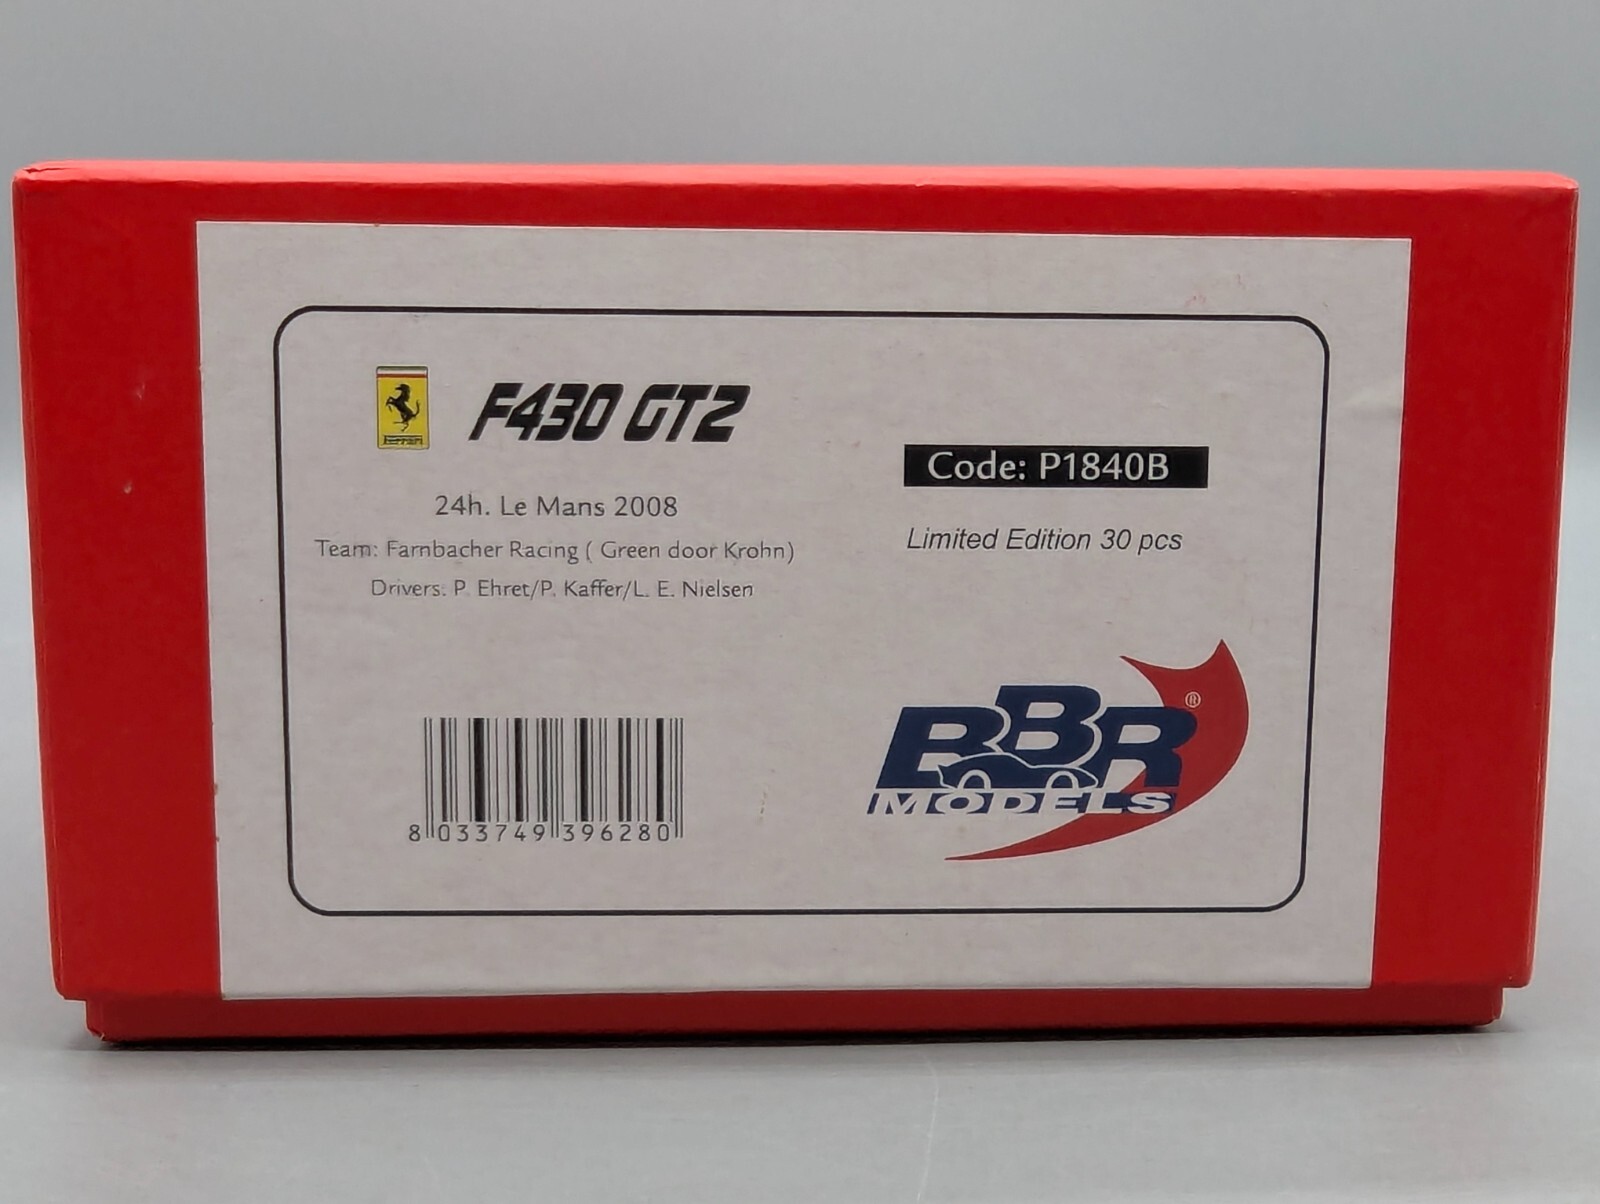 Ferrari
F430 GT2
24h. Le Mans 2008
Team: Farnbacher Racing ( Green door Krohn)
Drivers: P. Ehret/P. Kaffer/L. E. Nielsen
8 033749 396280
Code: P1840B
Limited Edition 30 pcs
BBR®
MODELS